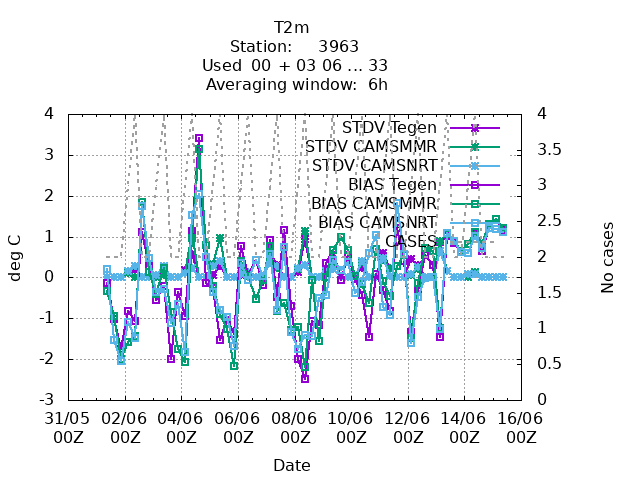 T2m
Station: 3963
Used 00 + 03 06 ... 33
Averaging window: 6h
4 4
STDV Tegen
STDV CAMSMMR
STDV CAMSNRT
BIAS Tegen
BIAS CAMSMMR
BIAS CAMSNRT
CASES
3 3.5
2 3
1 2.5
0 2
-1 1.5
-2 1
-3 0.5
0
deg C
No cases
31/05 02/06 04/06 06/06 08/06 10/06 12/06 14/06 16/06
00Z 00Z 00Z 00Z 00Z 00Z 00Z 00Z 00Z
Date